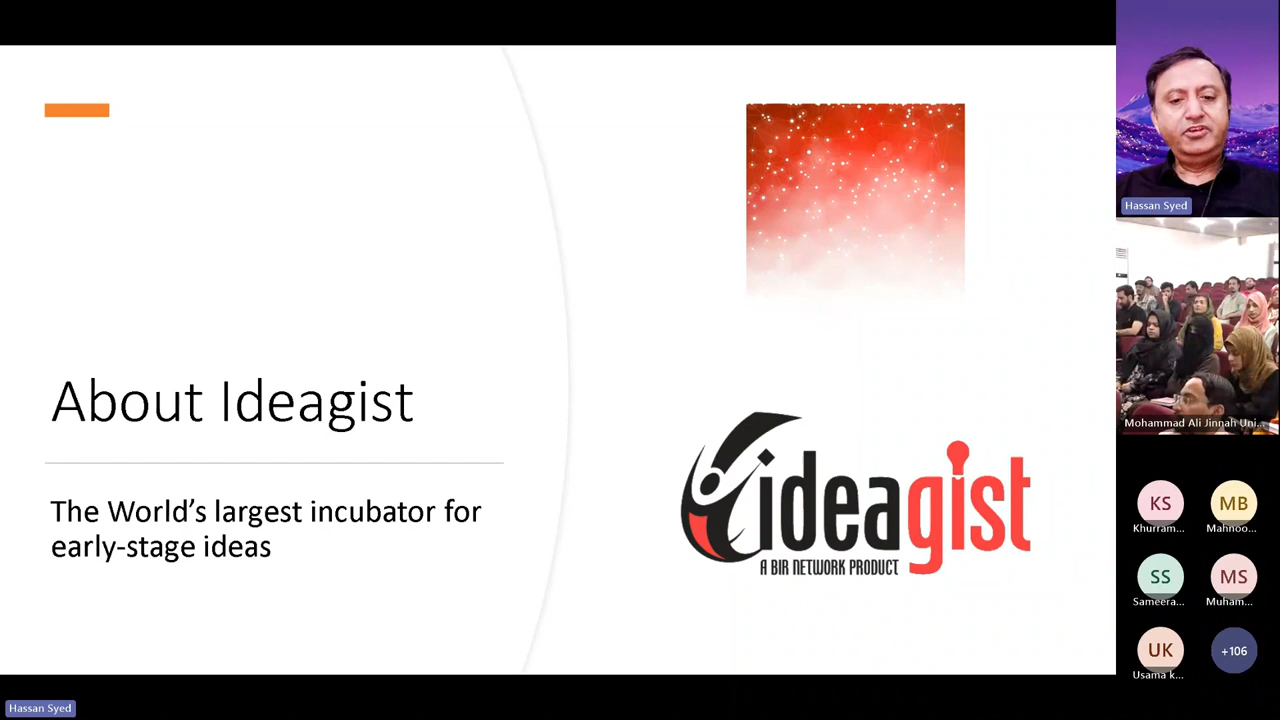 About Ideagist
The World’s largest incubator for
early-stage ideas
ideagist
A BIR NETWORK PRODUCT
Hassan Syed
Mohammad Ali Jinnah Uni...
KS
Khurram...
MB
Mahnoo...
SS
Sameera...
MS
Muham...
UK
Usama k...
+106
Hassan Syed